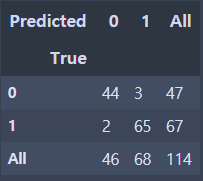 Predicted 0 1 All
True
0 44 3 47
1 2 65 67
All 46 68 114